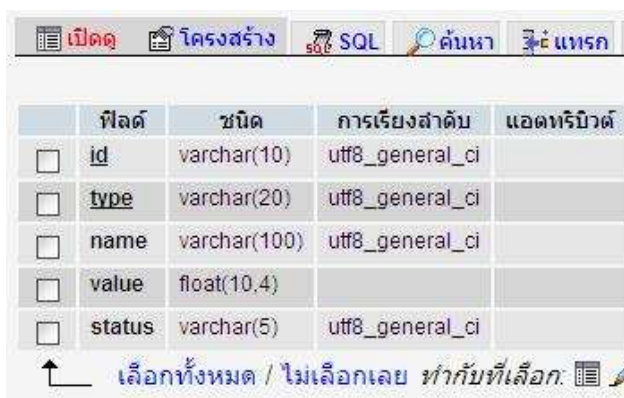 เปิดดู โครงสร้าง SQL ค้นหา แทรก
ฟิลด์ ชนิด การเรียงลำดับ แอตทริบิวต์
id varchar(10) utf8_general_ci
type varchar(20) utf8_general_ci
name varchar(100) utf8_general_ci
value float(10,4)
status varchar(5) utf8_general_ci
เลือกทั้งหมด / ไม่เลือกเลย ทำกับที่เลือก: